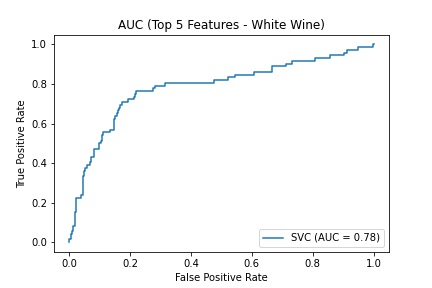 AUC (Top 5 Features - White Wine)
1.0
0.8
0.6
0.4
0.2
0.0
True Positive Rate
SVC (AUC = 0.78)
0.0 0.2 0.4 0.6 0.8 1.0
False Positive Rate